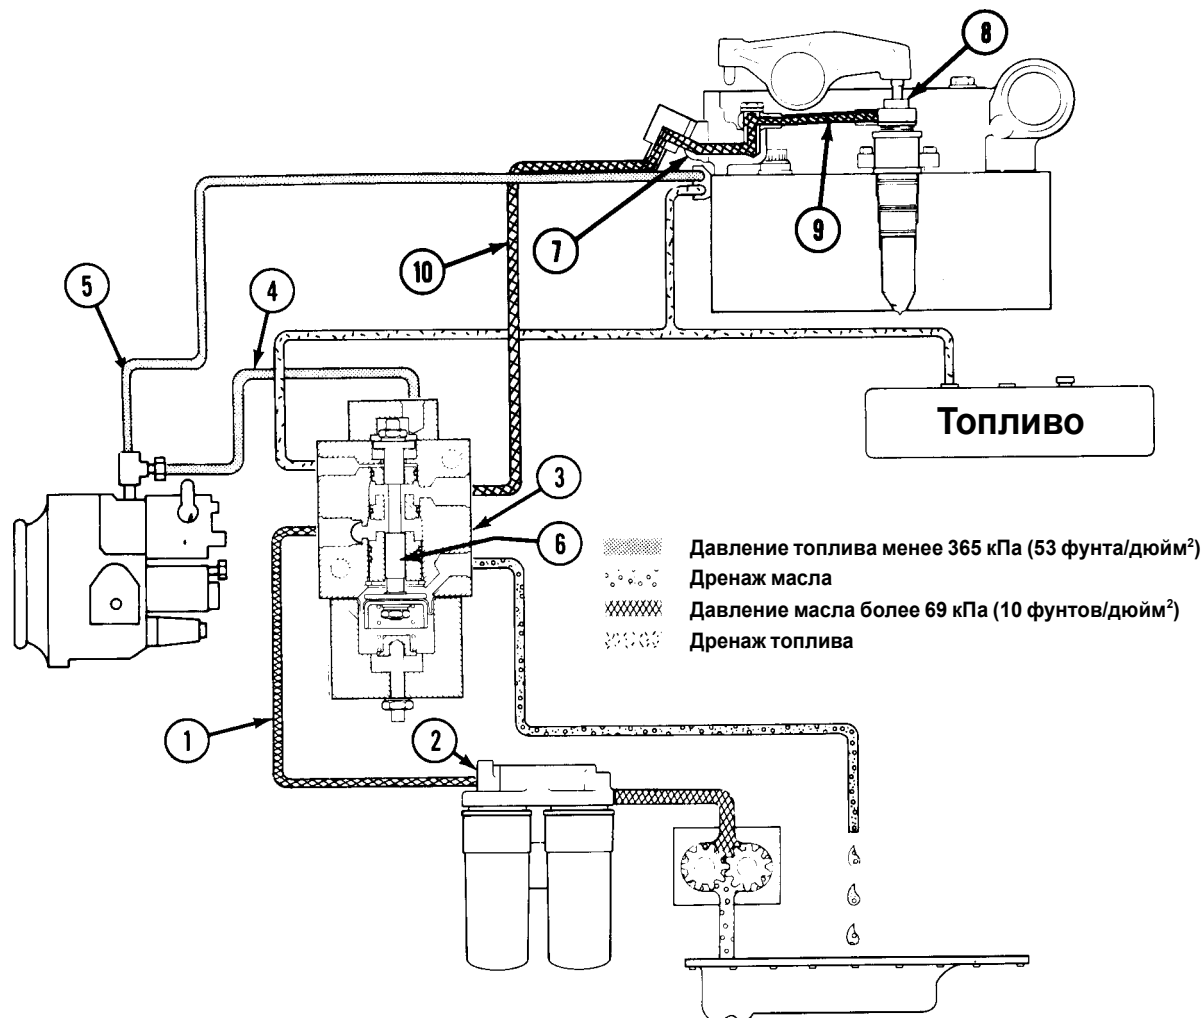 8
7
9
10
5
4
Топливо
3
6
Давление топлива менее 365 кПа (53 фунта/дюйм²)
Дренаж масла
Давление масла более 69 кПа (10 фунтов/дюйм²)
Дренаж топлива
1
2